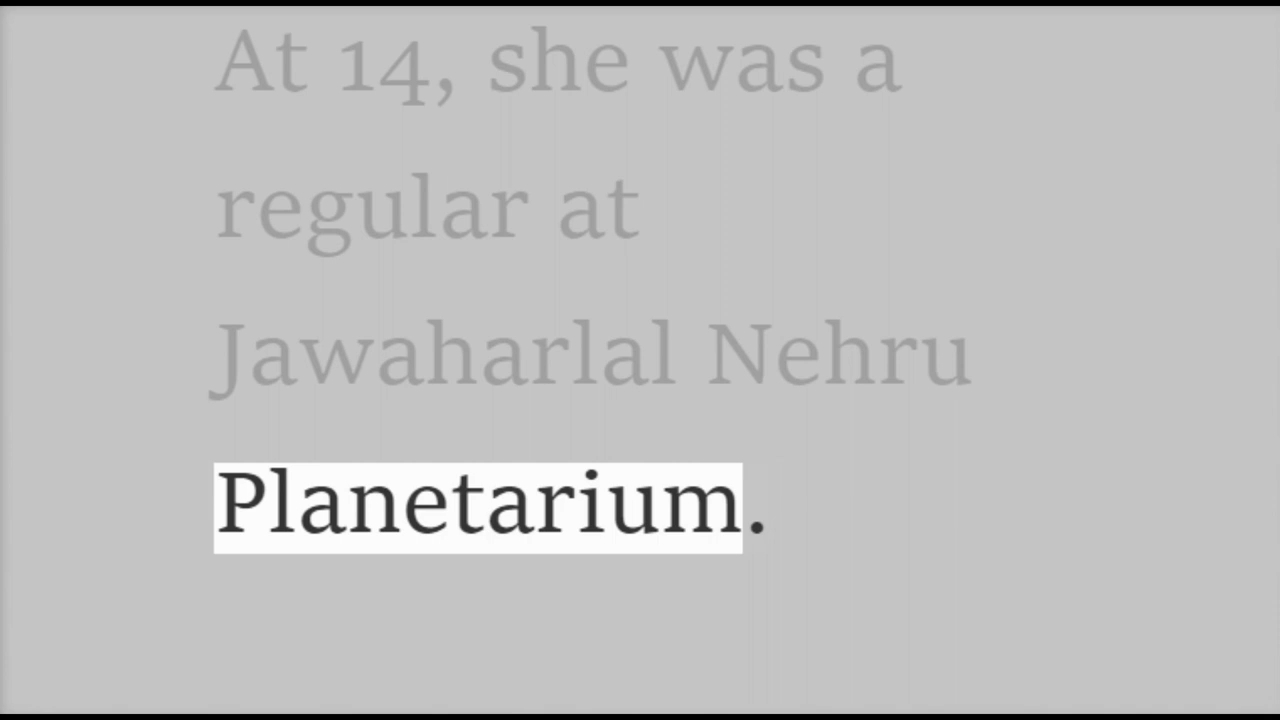 At 14, she was a
regular at
Jawaharlal Nehru
Planetarium.